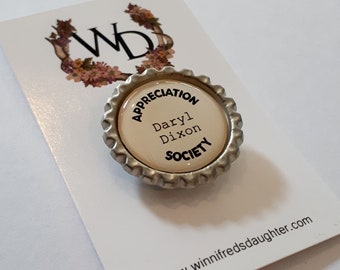 WD
APPRECIATION
Daryl
Dixon
SOCIETY
www.winnifredsdaughter.com